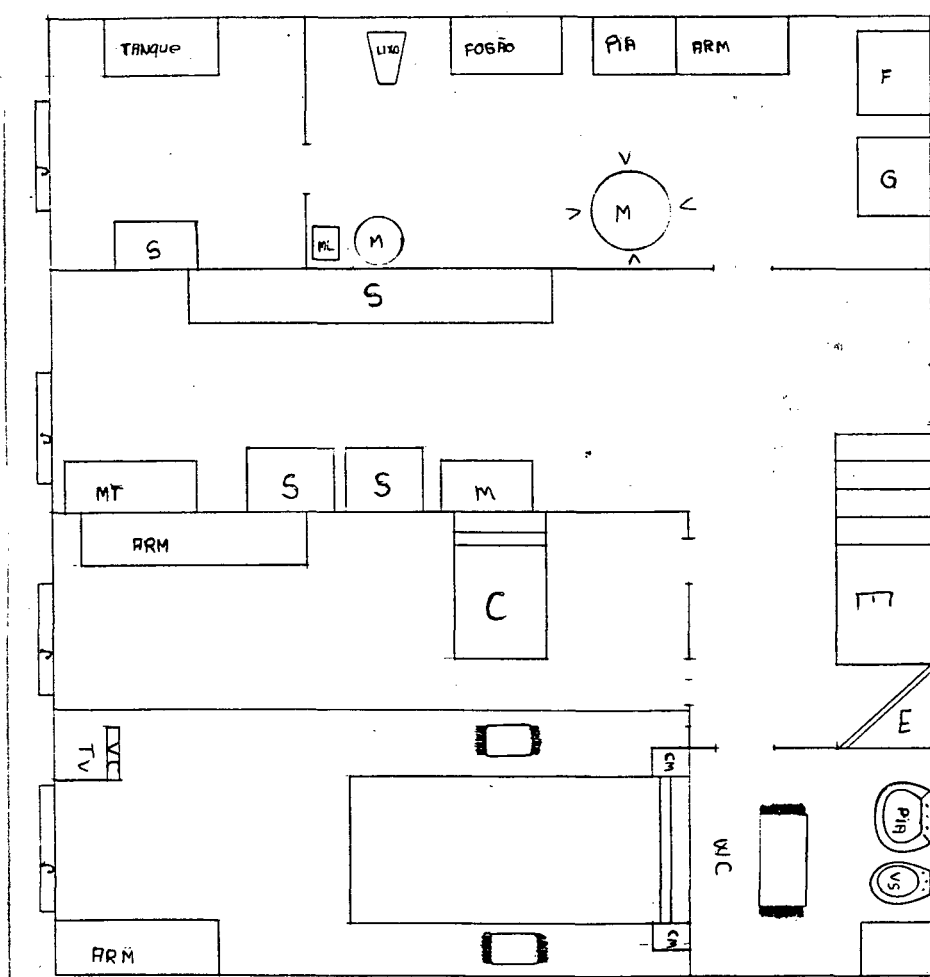 TANQUE
LIXO
FOGÃO
PIA
ARM
F
G
M
S
ML
M
S
MT
S
S
M
ARM
C
E
E
TV
VC
CM
WC
PIA
VS
CM
ARM